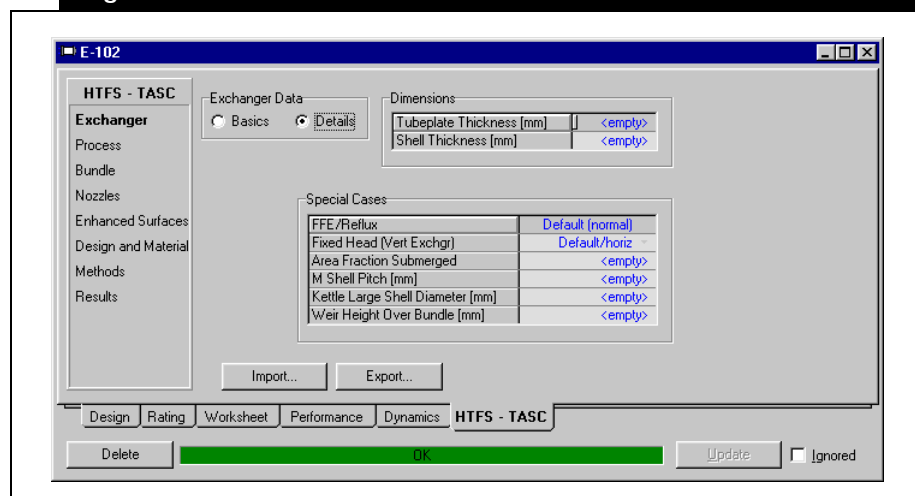 E-102
HTFS - TASC
Exchanger
Process
Bundle
Nozzles
Enhanced Surfaces
Design and Material
Methods
Results
Exchanger Data
Basics Details
Dimensions
Tubeplate Thickness [mm] <empty>
Shell Thickness [mm] <empty>
Special Cases
FFE/Reflux Default (normal)
Fixed Head (Vert Exchgr) Default/horiz
Area Fraction Submerged <empty>
M Shell Pitch [mm] <empty>
Kettle Large Shell Diameter [mm] <empty>
Weir Height Over Bundle [mm] <empty>
Import... Export...
Design Rating Worksheet Performance Dynamics HTFS - TASC
Delete OK Update Ignored